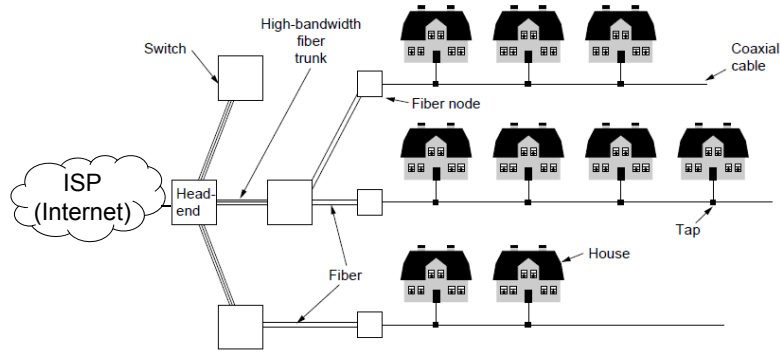 High-bandwidth
fiber
trunk
Switch
Coaxial
cable
Fiber node
ISP
(Internet)
Head-
end
Tap
Fiber
House